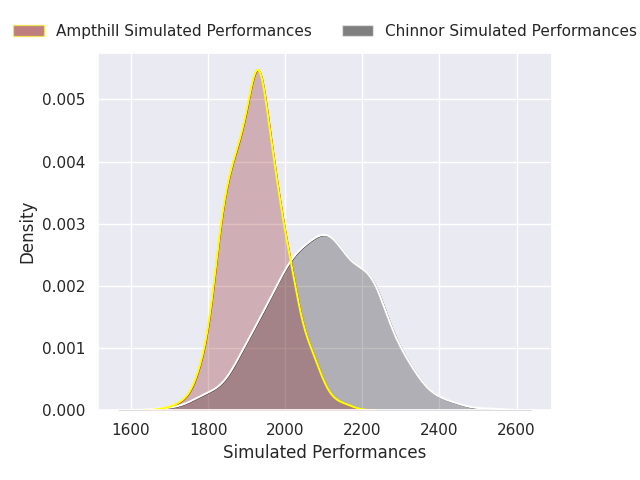 Ampthill Simulated Performances
Chinnor Simulated Performances
0.005
0.004
0.003
0.002
0.001
0.000
1600 1800 2000 2200 2400 2600
Density
Simulated Performances